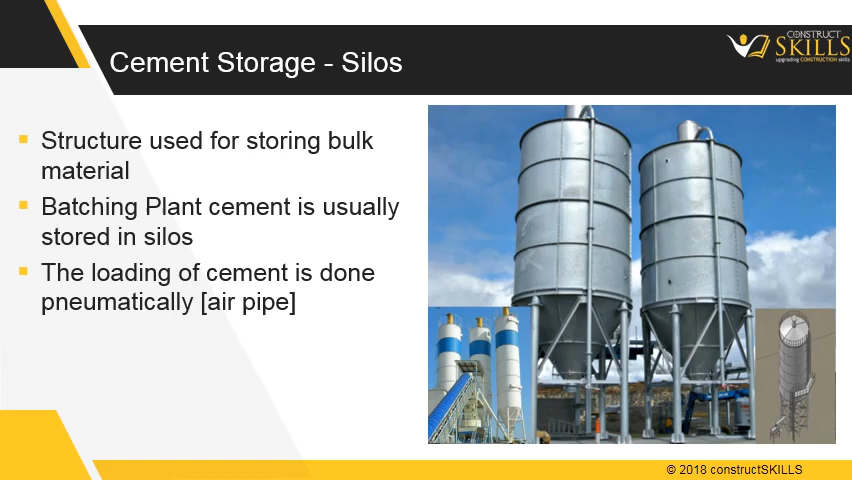 CONSTRUCT
SKILLS
upgrading CONSTRUCTION skills
Cement Storage - Silos
Structure used for storing bulk
material
Batching Plant cement is usually
stored in silos
The loading of cement is done
pneumatically [air pipe]
© 2018 constructSKILLS